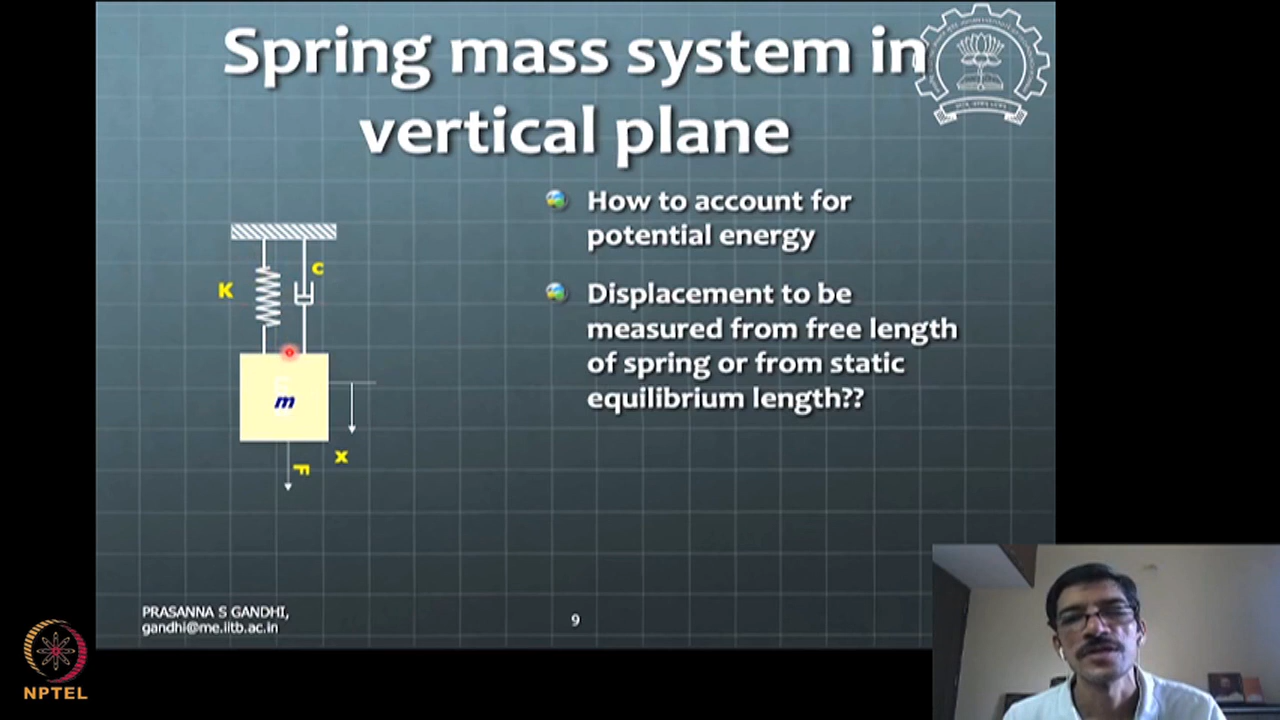 Spring mass system in
vertical plane
How to account for
potential energy
Displacement to be
measured from free length
of spring or from static
equilibrium length??
K
c
m
x
F
PRASANNA S GANDHI,
gandhi@me.iitb.ac.in
9
NPTEL